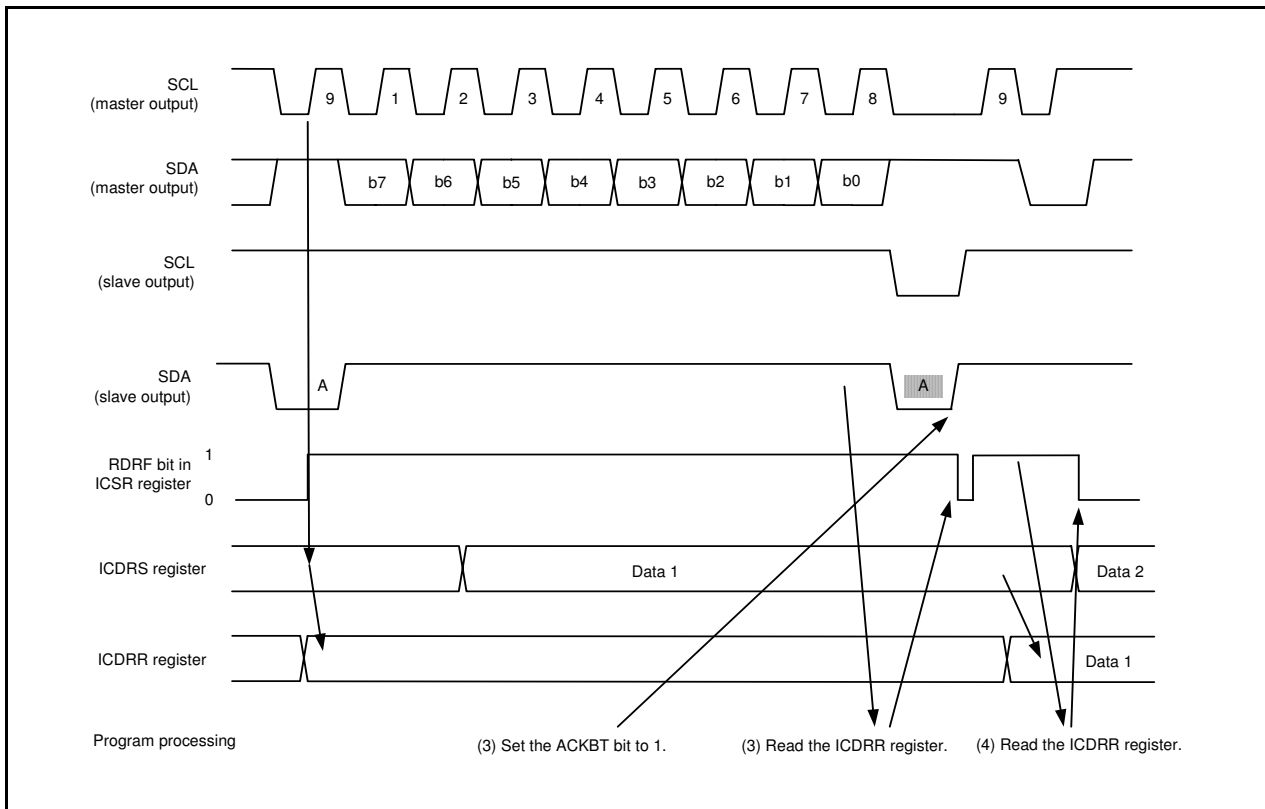 SCL
(master output)
9 1 2 3 4 5 6 7 8 9
SDA
(master output)
b7 b6 b5 b4 b3 b2 b1 b0
SCL
(slave output)
SDA
(slave output)
A A
RDRF bit in
ICSR register
1
0
ICDRS register
Data 1 Data 2
ICDRR register
Data 1
Program processing
(3) Set the ACKBT bit to 1. (3) Read the ICDRR register. (4) Read the ICDRR register.